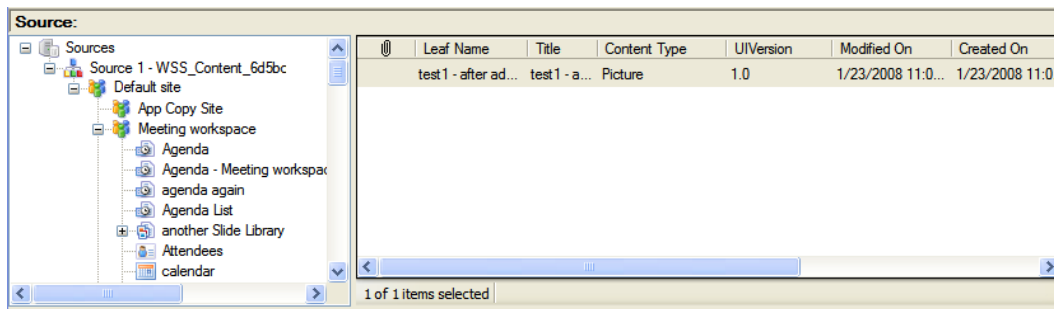 Source:
Sources
Source 1 - WSS_Content_6d5bc
Default site
App Copy Site
Meeting workspace
Agenda
Agenda - Meeting workspac
agenda again
Agenda List
another Slide Library
Attendees
calendar
Leaf Name Title Content Type UIVersion Modified On Created On
test1 - after ad... test1 - a... Picture 1.0 1/23/2008 11:0... 1/23/2008 11:0
1 of 1 items selected